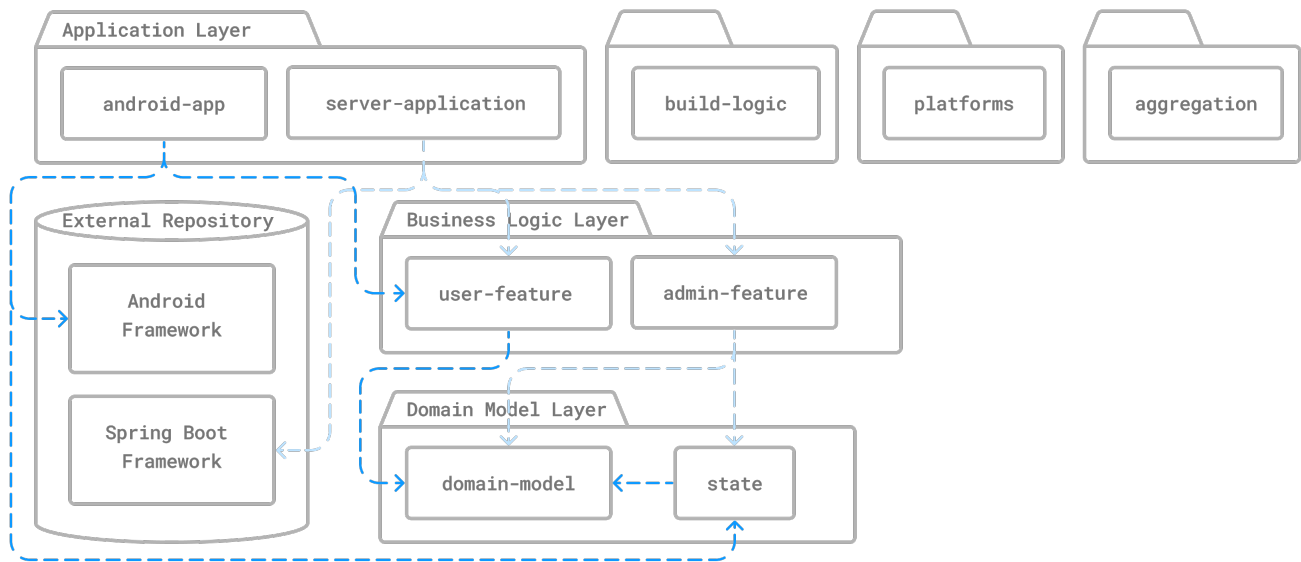 Application Layer
android-app
server-application
build-logic
platforms
aggregation
External Repository
Android
Framework
Spring Boot
Framework
Business Logic Layer
user-feature
admin-feature
Domain Model Layer
domain-model
state